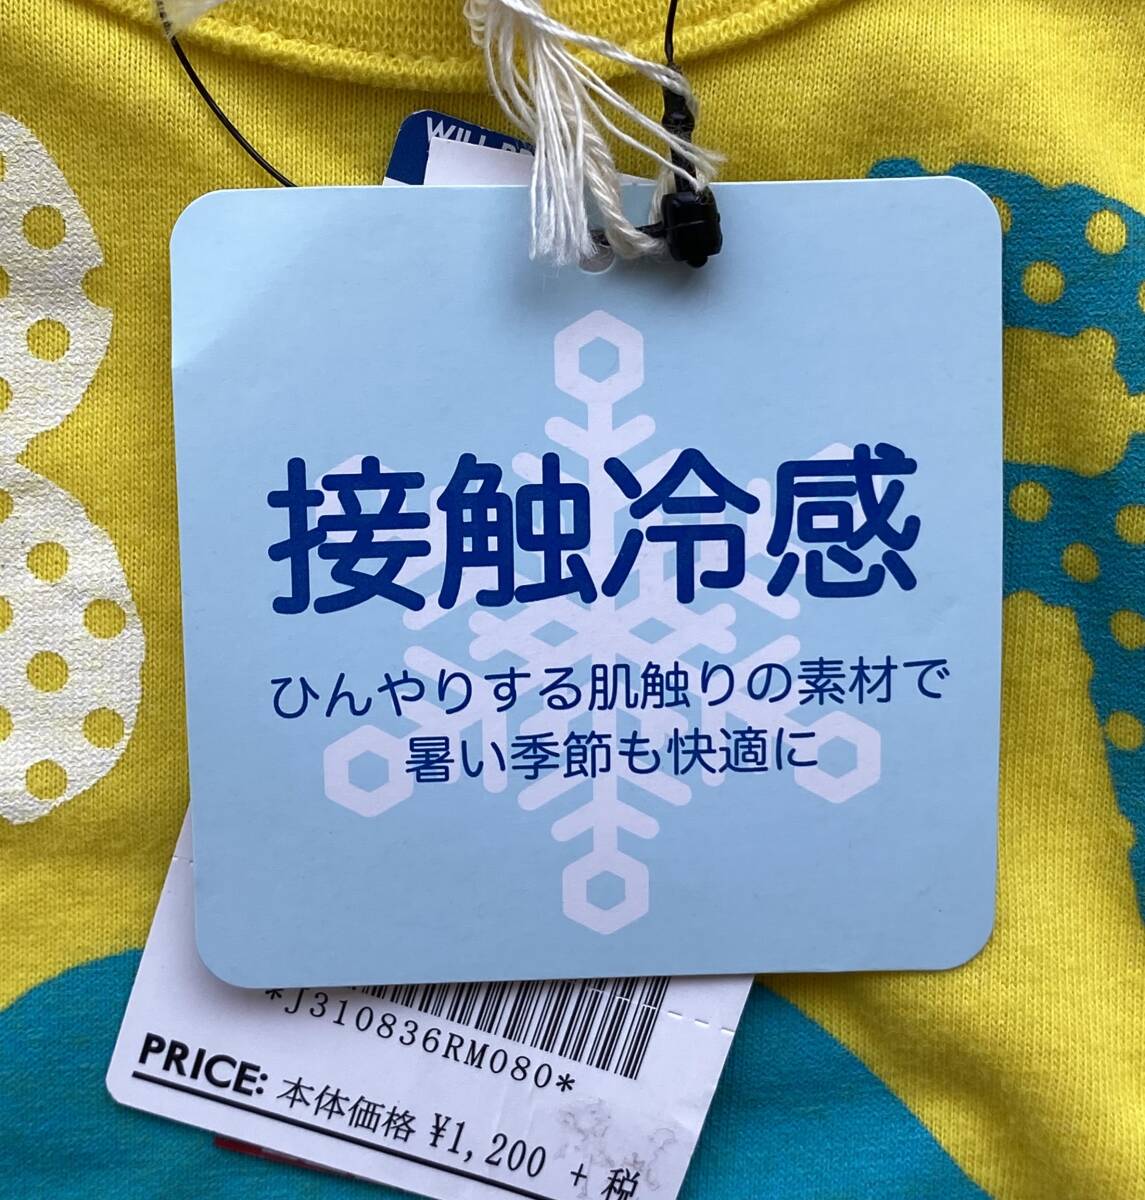 WILL
接触冷感
ひんやりする肌触りの素材で
暑い季節も快適に
*J310836RM080*
PRICE: 本体価格 ¥1,200 + 税